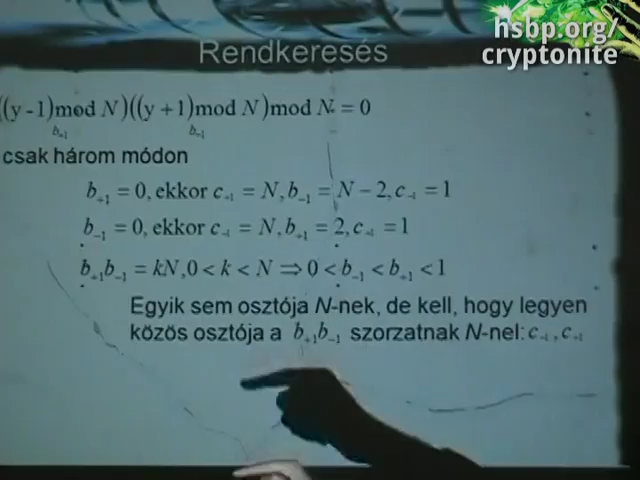 hsbp.org/
cryptonite
Rendkeresés
((y-1)mod N)((y+1)mod N)mod N = 0
b₊₁ b₊₁
csak három módon
b₊₁ = 0, ekkor c₊₁ = N, b₋₁ = N − 2, c₋₁ = 1
b₋₁ = 0, ekkor c₋₁ = N, b₊₁ = 2, c₊₁ = 1
b₊₁b₋₁ = kN, 0 < k < N ⇒ 0 < b₋₁ < b₊₁ < 1
Egyik sem osztója N-nek, de kell, hogy legyen
közös osztója a b₊₁b₋₁ szorzatnak N-nel: c₋₁, c₊₁